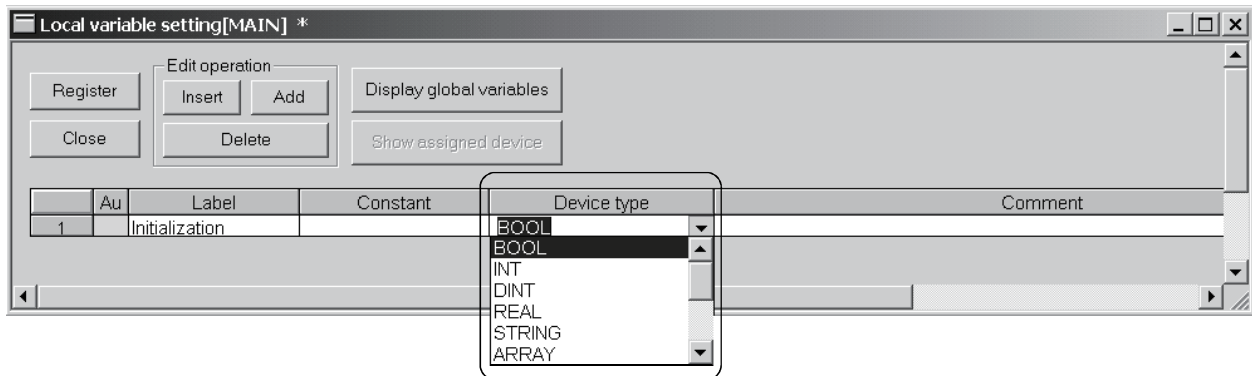 Local variable setting[MAIN] *
Edit operation
Register
Insert
Add
Display global variables
Close
Delete
Show assigned device
Au Label Constant Device type Comment
1 Initialization BOOL
BOOL
INT
DINT
REAL
STRING
ARRAY